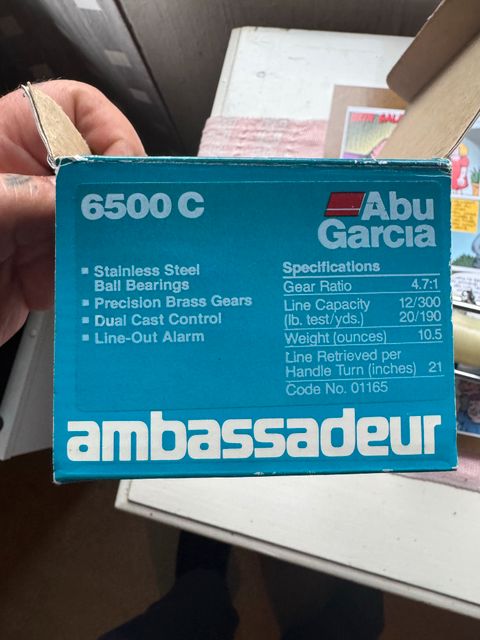 6500 C
Abu
Garcia
Stainless Steel
Ball Bearings
Precision Brass Gears
Dual Cast Control
Line-Out Alarm
Specifications
Gear Ratio 4.7:1
Line Capacity 12/300
(lb. test/yds.) 20/190
Weight (ounces) 10.5
Line Retrieved per
Handle Turn (inches) 21
Code No. 01165
ambassadeur